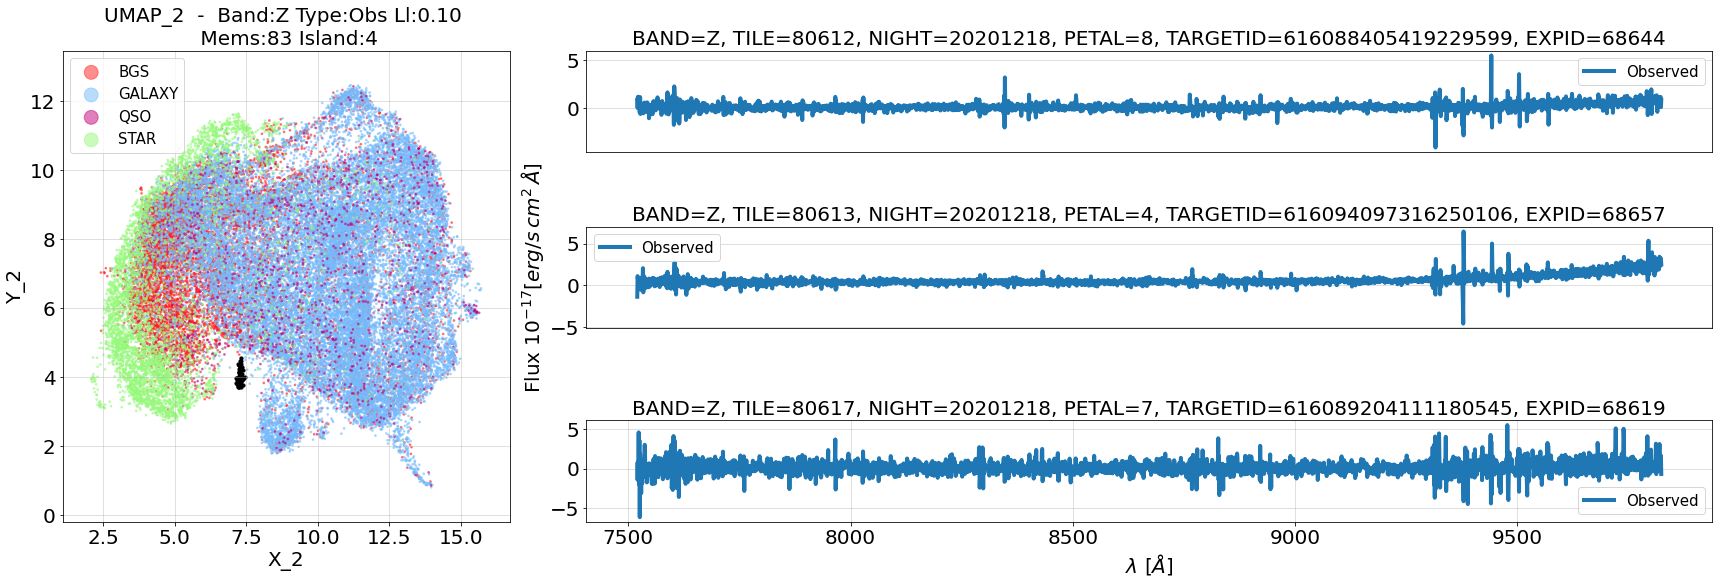 UMAP_2 - Band:Z Type:Obs Ll:0.10
Mems:83 Island:4
BGS
GALAXY
QSO
STAR
12
10
8
6
4
2
0
Y_2
2.5 5.0 7.5 10.0 12.5 15.0
X_2
Flux 10^{-17}[erg/s cm^2 Å]
BAND=Z, TILE=80612, NIGHT=20201218, PETAL=8, TARGETID=616088405419229599, EXPID=68644
5
0
Observed
BAND=Z, TILE=80613, NIGHT=20201218, PETAL=4, TARGETID=616094097316250106, EXPID=68657
5
0
−5
Observed
BAND=Z, TILE=80617, NIGHT=20201218, PETAL=7, TARGETID=616089204111180545, EXPID=68619
5
0
−5
Observed
7500 8000 8500 9000 9500
λ [Å]